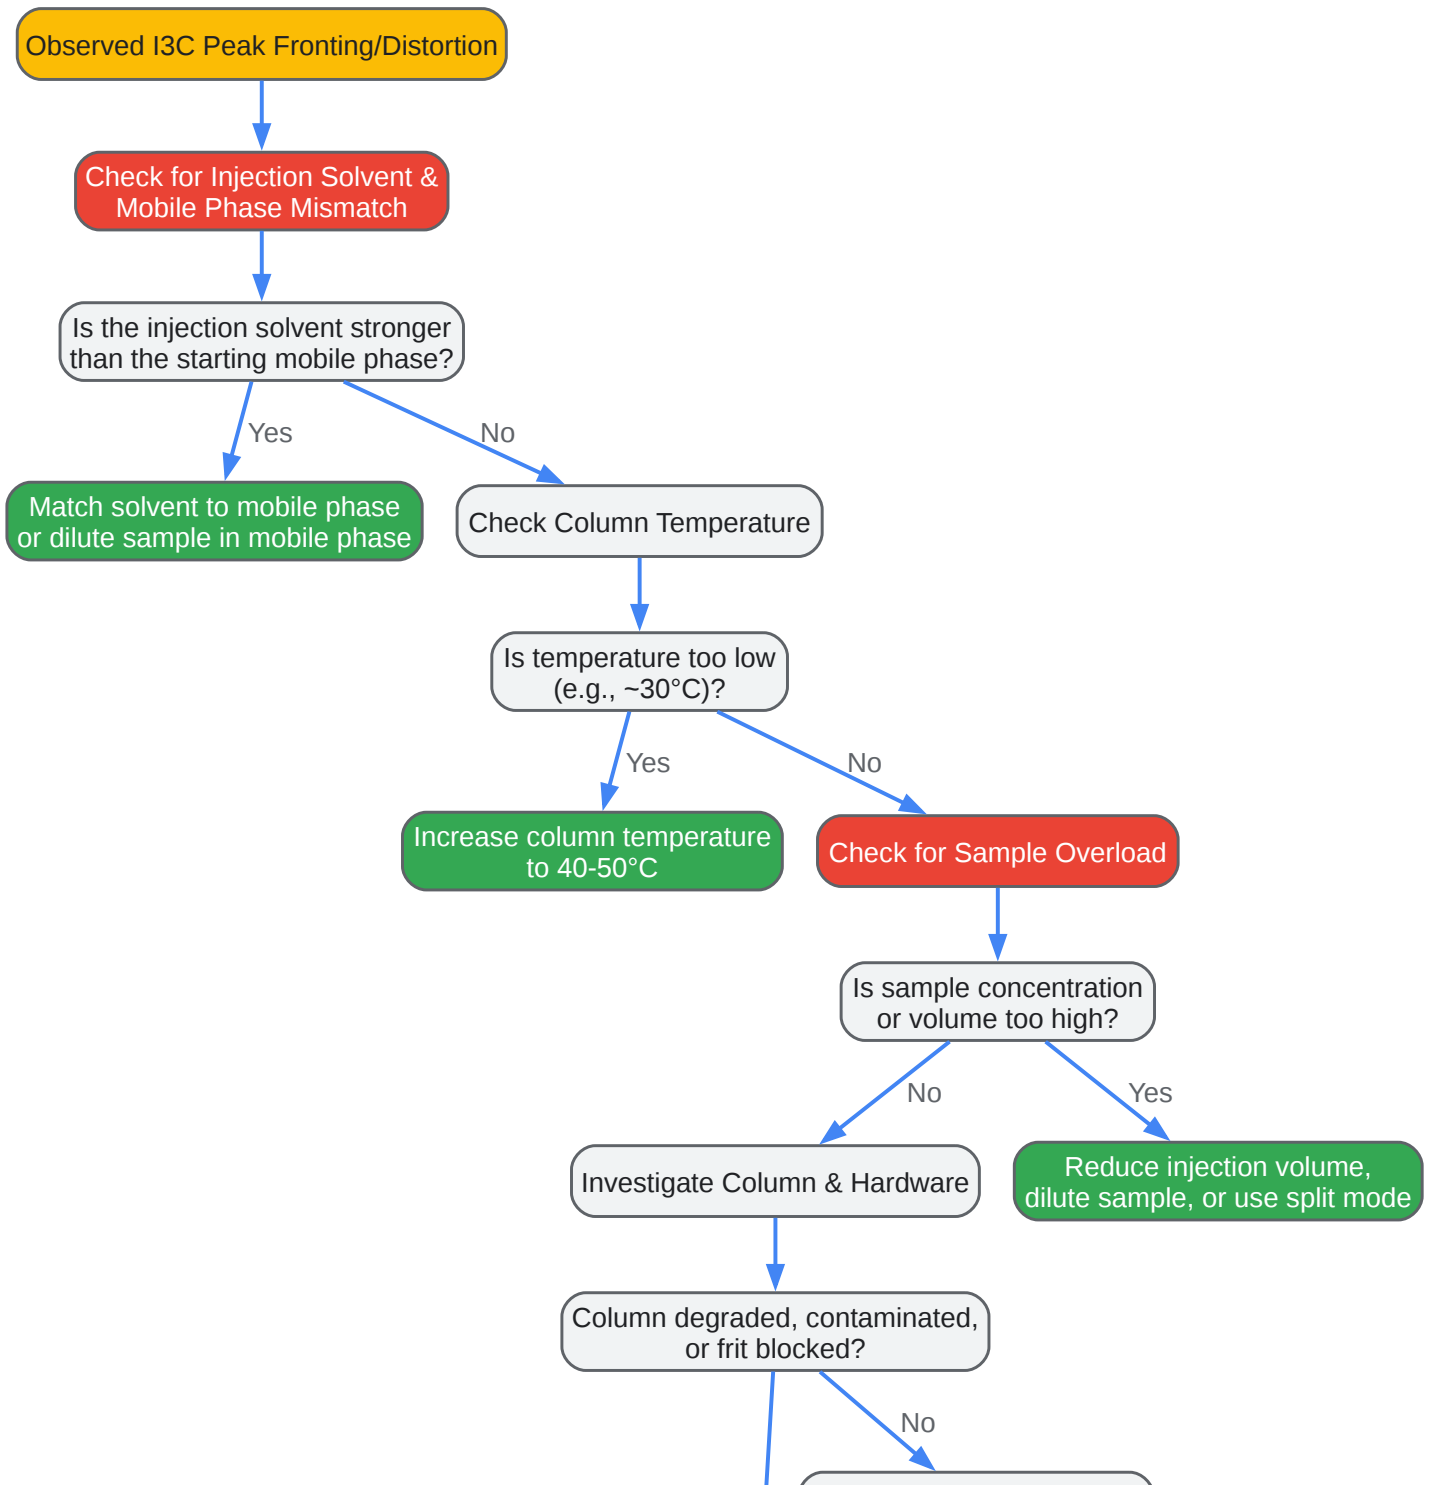 Observed I3C Peak Fronting/Distortion
Check for Injection Solvent &
Mobile Phase Mismatch
Is the injection solvent stronger
than the starting mobile phase?
Yes
No
Match solvent to mobile phase
or dilute sample in mobile phase
Check Column Temperature
Is temperature too low
(e.g., ~30°C)?
Yes
No
Increase column temperature
to 40-50°C
Check for Sample Overload
Is sample concentration
or volume too high?
No
Yes
Investigate Column & Hardware
Reduce injection volume,
dilute sample, or use split mode
Column degraded, contaminated,
or frit blocked?
No